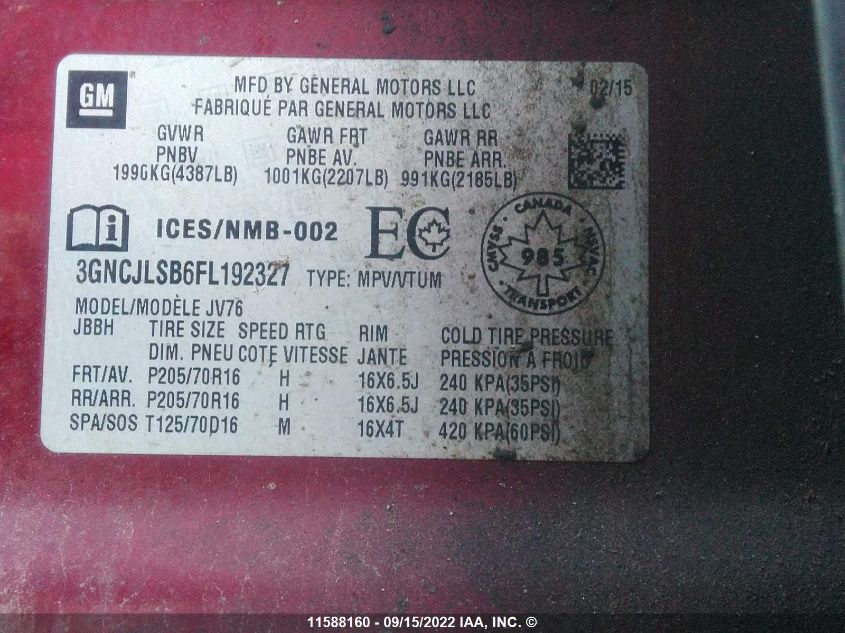 GM ® MFD BY GENERAL MOTORS LLC 02/15
FABRIQUÉ PAR GENERAL MOTORS LLC
GVWR GAWR FRT GAWR RR
PNBV PNBE AV. PNBE ARR.
1990KG(4387LB) 1001KG(2207LB) 991KG(2185LB)
i ICES/NMB-002 EC
CANADA
CMVSS - NSVAC
985
TRANSPORT
3GNCJLSB6FL192327 TYPE: MPV/VTUM
MODEL/MODÈLE JV76
JBBH TIRE SIZE SPEED RTG RIM COLD TIRE PRESSURE
DIM. PNEU COTE VITESSE JANTE PRESSION À FROID
FRT/AV. P205/70R16 H 16X6.5J 240 KPA(35PSI)
RR/ARR. P205/70R16 H 16X6.5J 240 KPA(35PSI)
SPA/SOS T125/70D16 M 16X4T 420 KPA(60PSI)
11588160 - 09/15/2022 IAA, INC. ©